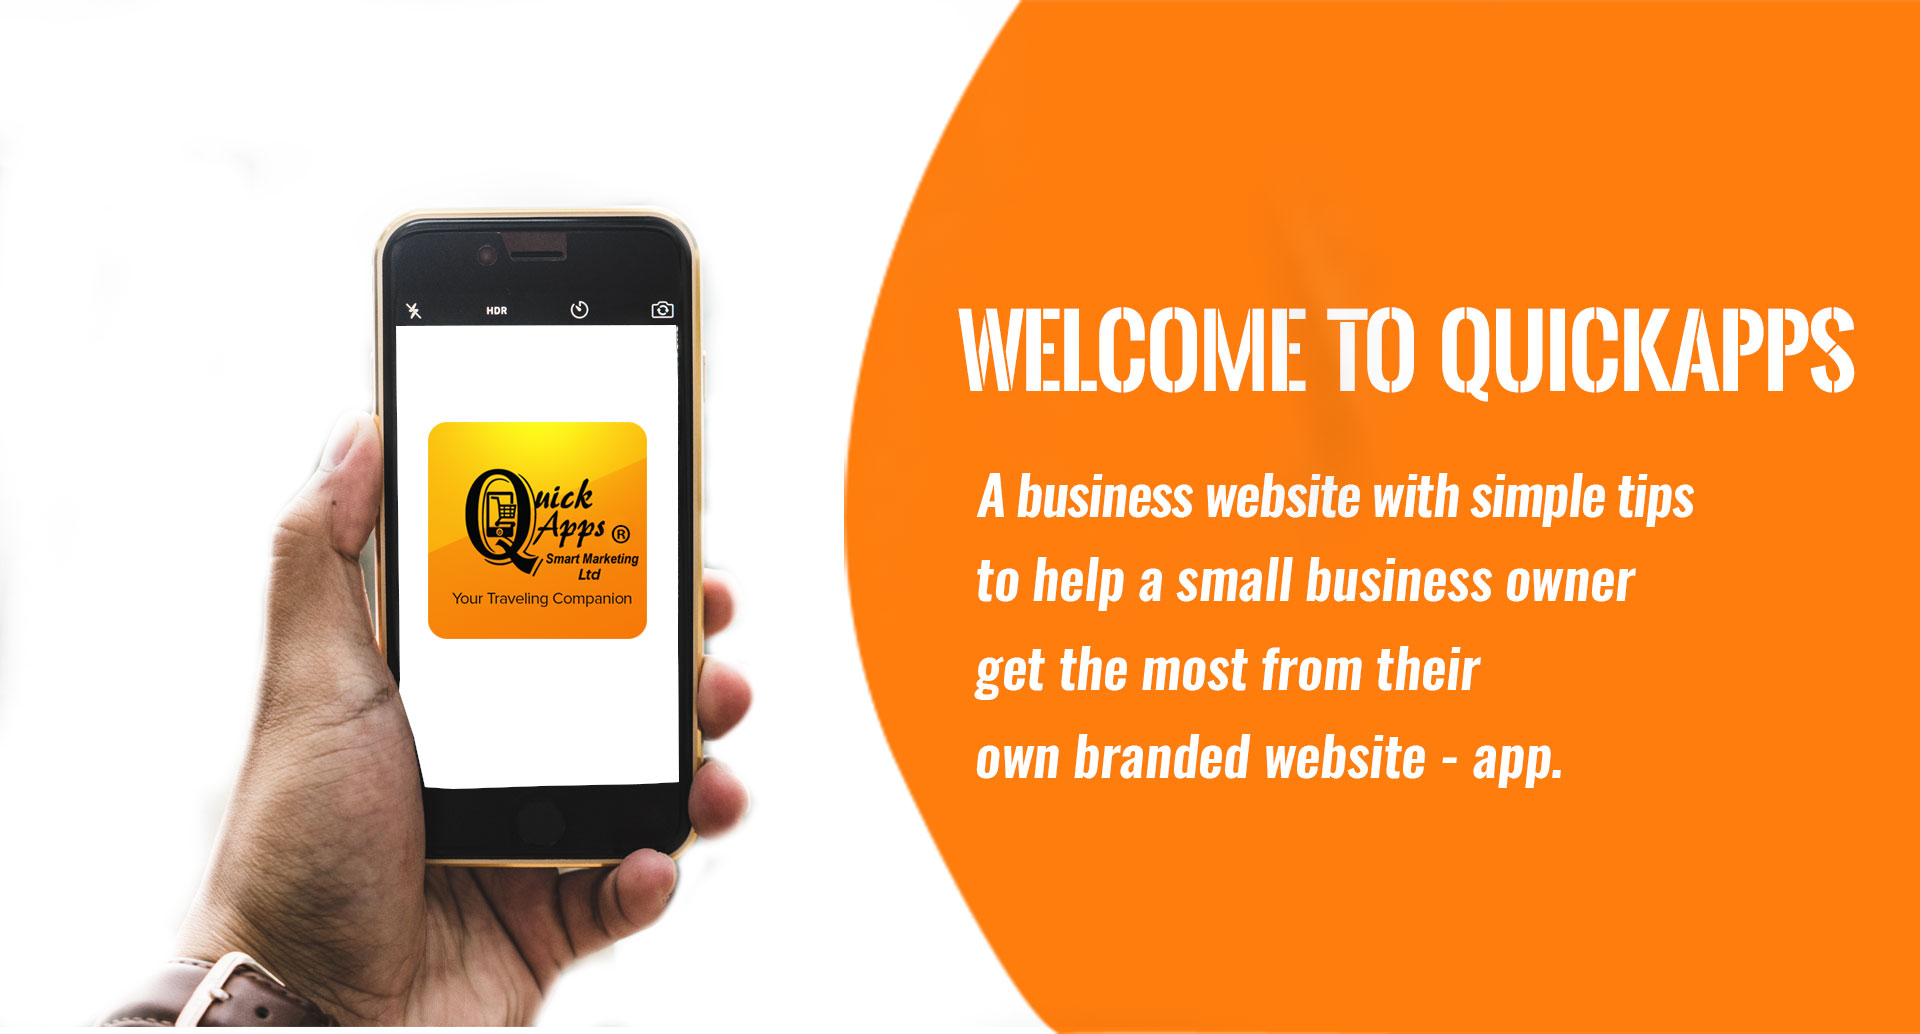 HDR
Quick
Apps ®
Smart Marketing
Ltd
Your Traveling Companion
WELCOME TO QUICKAPPS
A business website with simple tips
to help a small business owner
get the most from their
own branded website - app.